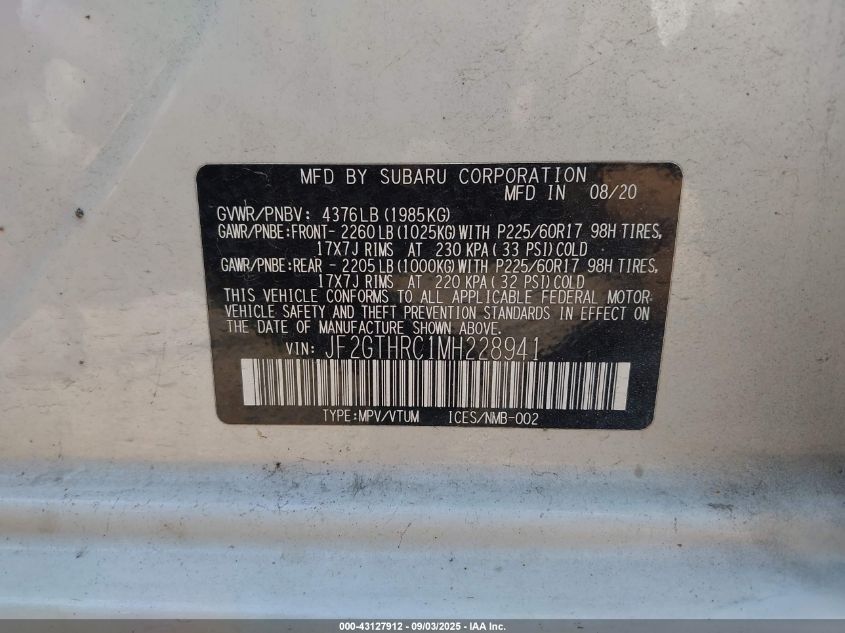 MFD BY SUBARU CORPORATION
MFD IN 08/20
GVWR/PNBV: 4376LB(1985KG)
GAWR/PNBE:FRONT- 2260LB(1025KG)WITH P225/60R17 98H TIRES,
17X7J RIMS AT 230 KPA( 33 PSI)COLD
GAWR/PNBE:REAR - 2205LB(1000KG)WITH P225/60R17 98H TIRES,
17X7J RIMS AT 220 KPA( 32 PSI)COLD
THIS VEHICLE CONFORMS TO ALL APPLICABLE FEDERAL MOTOR
VEHICLE SAFETY AND THEFT PREVENTION STANDARDS IN EFFECT ON
THE DATE OF MANUFACTURE SHOWN ABOVE.
VIN: JF2GTHRC1MH228941
TYPE:MPV/VTUM ICES/NMB-002
000-43127912 - 09/03/2025 - IAA Inc.